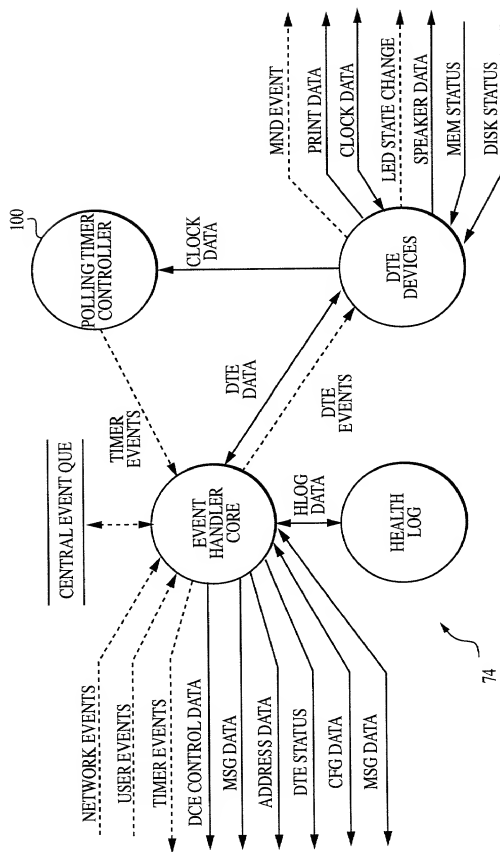 NETWORK EVENTS
USER EVENTS
TIMER EVENTS
DCE CONTROL DATA
MSG DATA
ADDRESS DATA
DTE STATUS
CFG DATA
MSG DATA
CENTRAL EVENT QUE
TIMER
EVENTS
EVENT
HANDLER
CORE
HLOG
DATA
HEALTH
LOG
74
100
POLLING TIMER
CONTROLLER
CLOCK
DATA
DTE
DATA
DTE
EVENTS
DTE
DEVICES
MND EVENT
PRINT DATA
CLOCK DATA
LED STATE CHANGE
SPEAKER DATA
MEM STATUS
DISK STATUS